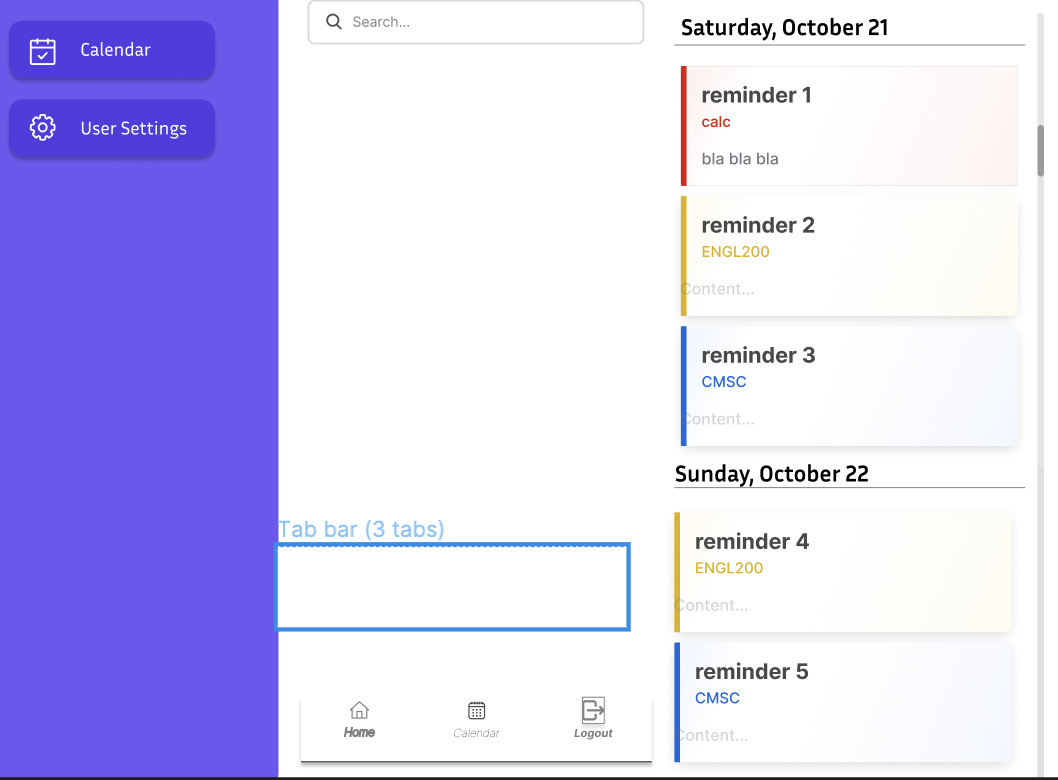 Calendar
User Settings
Search...
Tab bar (3 tabs)
Home
Calendar
Logout
Saturday, October 21
reminder 1
calc
bla bla bla
reminder 2
ENGL200
Content...
reminder 3
CMSC
Content...
Sunday, October 22
reminder 4
ENGL200
Content...
reminder 5
CMSC
Content...